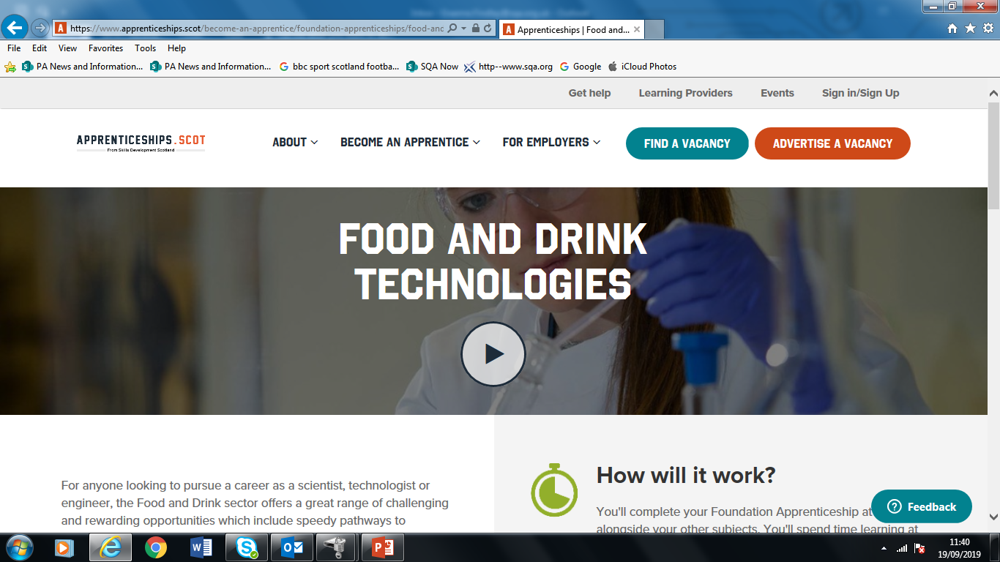 https://www.apprenticeships.scot/become-an-apprentice/foundation-apprenticeships/food-and
Apprenticeships | Food and...
File Edit View Favorites Tools Help
PA News and Information... PA News and Information... bbc sport scotland footba... SQA Now http--www.sqa.org Google iCloud Photos
Get help Learning Providers Events Sign in/Sign Up
APPRENTICESHIPS.SCOT
From Skills Development Scotland
ABOUT BECOME AN APPRENTICE FOR EMPLOYERS FIND A VACANCY ADVERTISE A VACANCY
FOOD AND DRINK
TECHNOLOGIES
For anyone looking to pursue a career as a scientist, technologist or
engineer, the Food and Drink sector offers a great range of challenging
and rewarding opportunities which include speedy pathways to
How will it work?
You'll complete your Foundation Apprenticeship at
alongside your other subjects. You'll spend time learning at
Feedback
11:40
19/09/2019